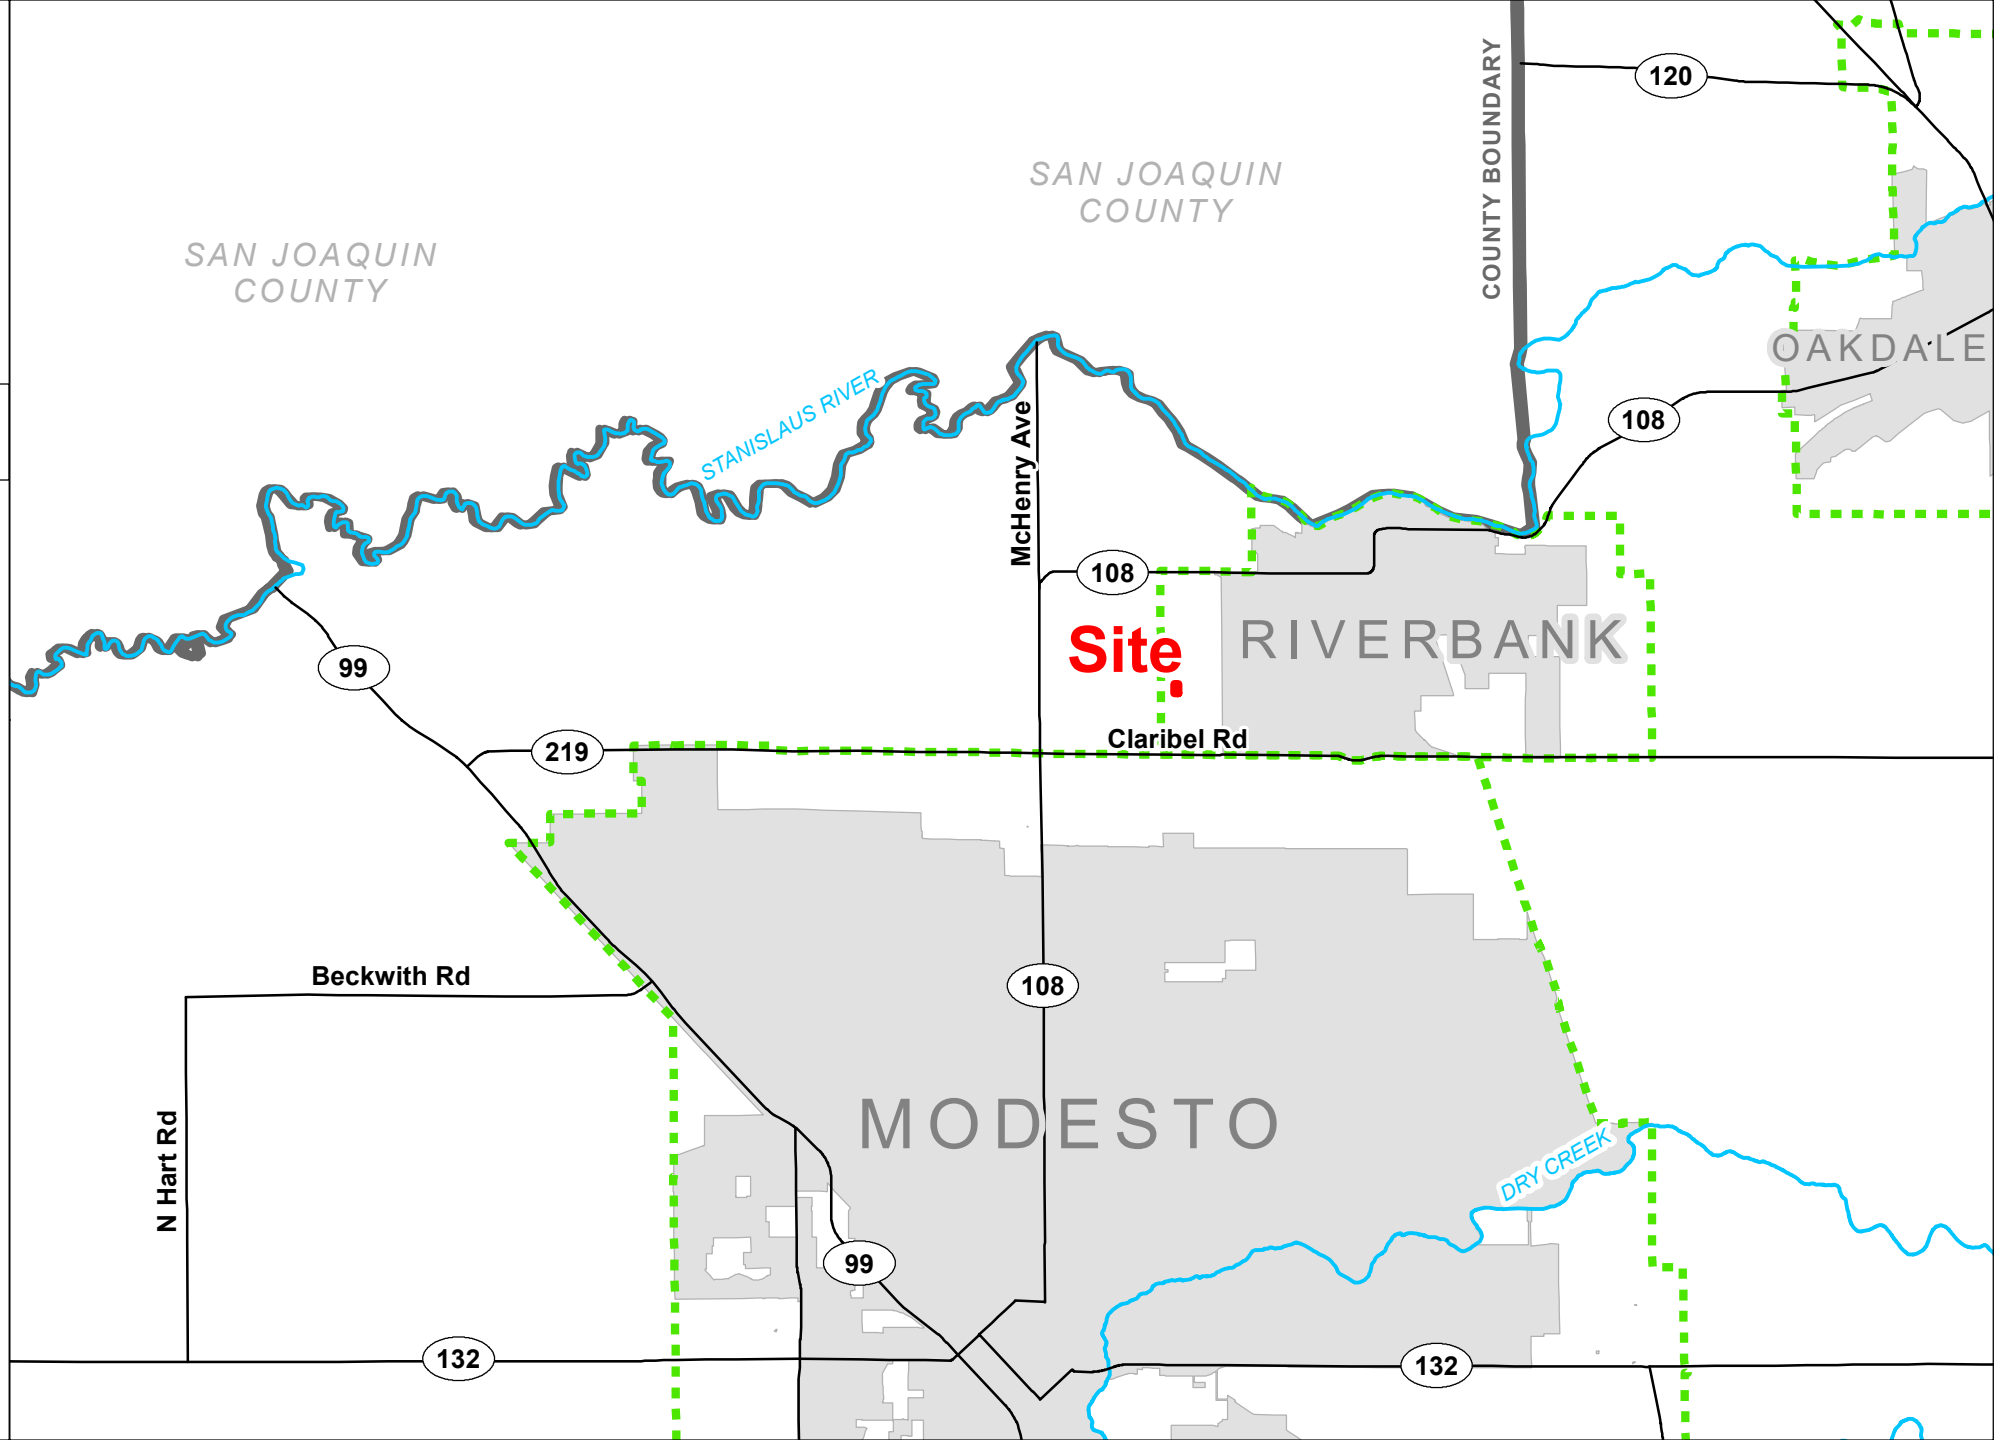 COUNTY BOUNDARY
120
SAN JOAQUIN
COUNTY
SAN JOAQUIN
COUNTY
OAKDALE
STANISLAUS RIVER
108
McHenry Ave
108
Site
RIVERBANK
99
Claribel Rd
219
Beckwith Rd
108
MODESTO
N Hart Rd
DRY CREEK
99
132
132